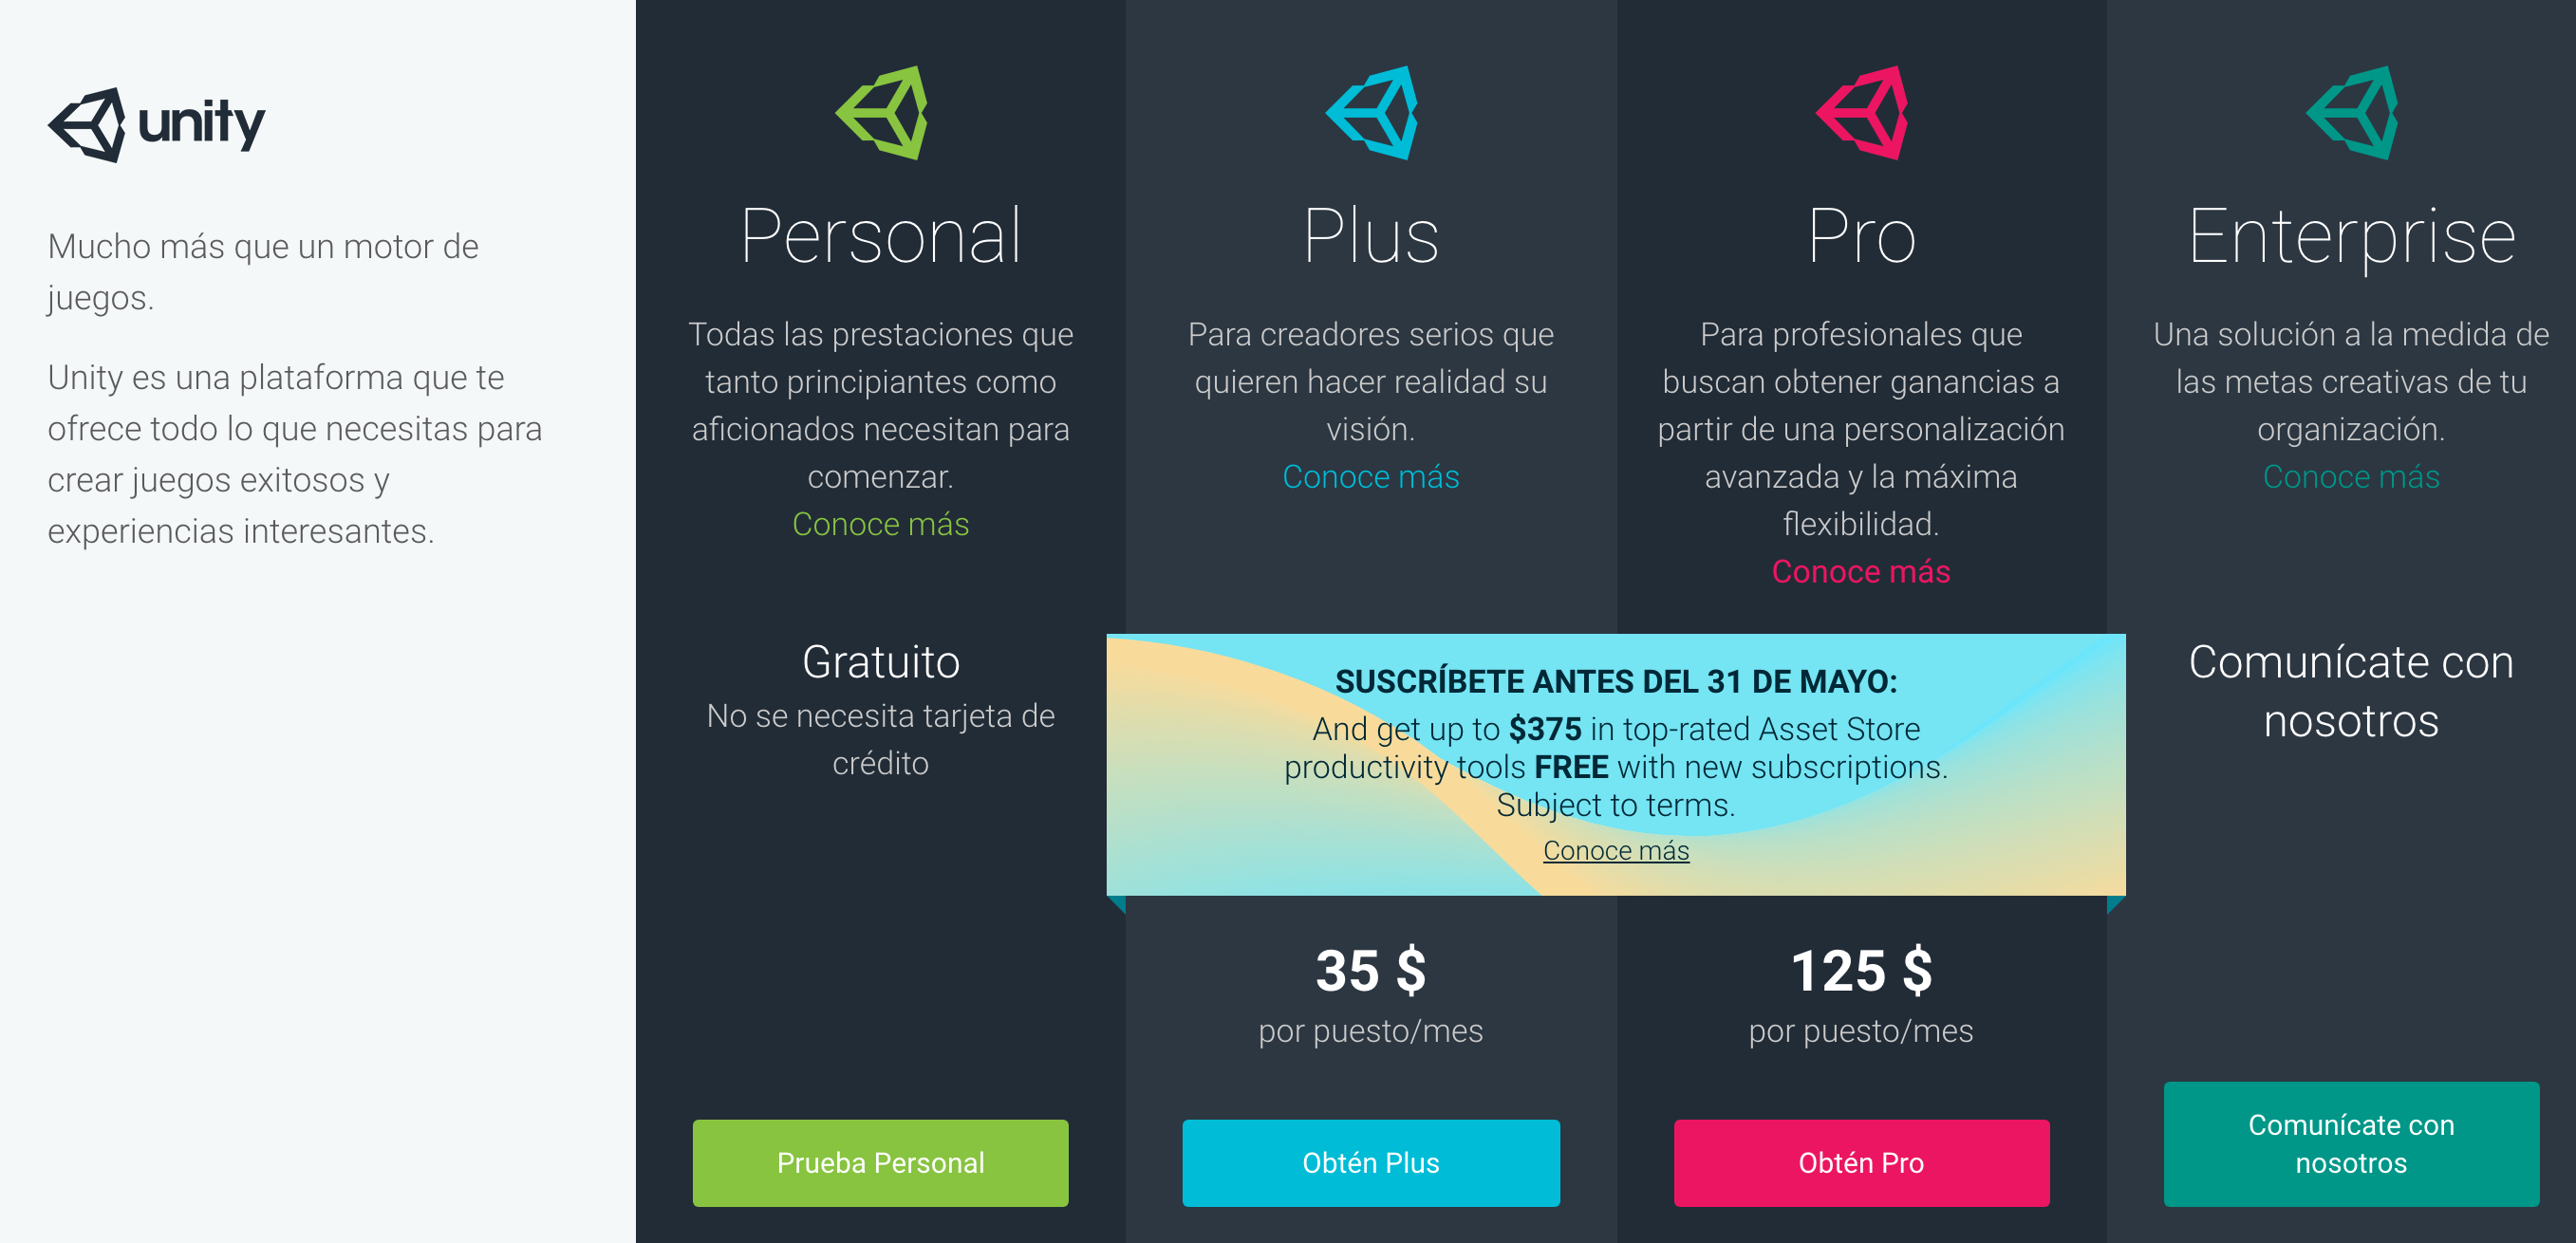 unity
Mucho más que un motor de
juegos.
Unity es una plataforma que te
ofrece todo lo que necesitas para
crear juegos exitosos y
experiencias interesantes.
Personal
Todas las prestaciones que
tanto principiantes como
aficionados necesitan para
comenzar.
Conoce más
Gratuito
No se necesita tarjeta de
crédito
Prueba Personal
Plus
Para creadores serios que
quieren hacer realidad su
visión.
Conoce más
Pro
Para profesionales que
buscan obtener ganancias a
partir de una personalización
avanzada y la máxima
flexibilidad.
Conoce más
SUSCRÍBETE ANTES DEL 31 DE MAYO:
And get up to $375 in top-rated Asset Store
productivity tools FREE with new subscriptions.
Subject to terms.
Conoce más
35 $
por puesto/mes
Obtén Plus
125 $
por puesto/mes
Obtén Pro
Enterprise
Una solución a la medida de
las metas creativas de tu
organización.
Conoce más
Comunícate con
nosotros
Comunícate con
nosotros